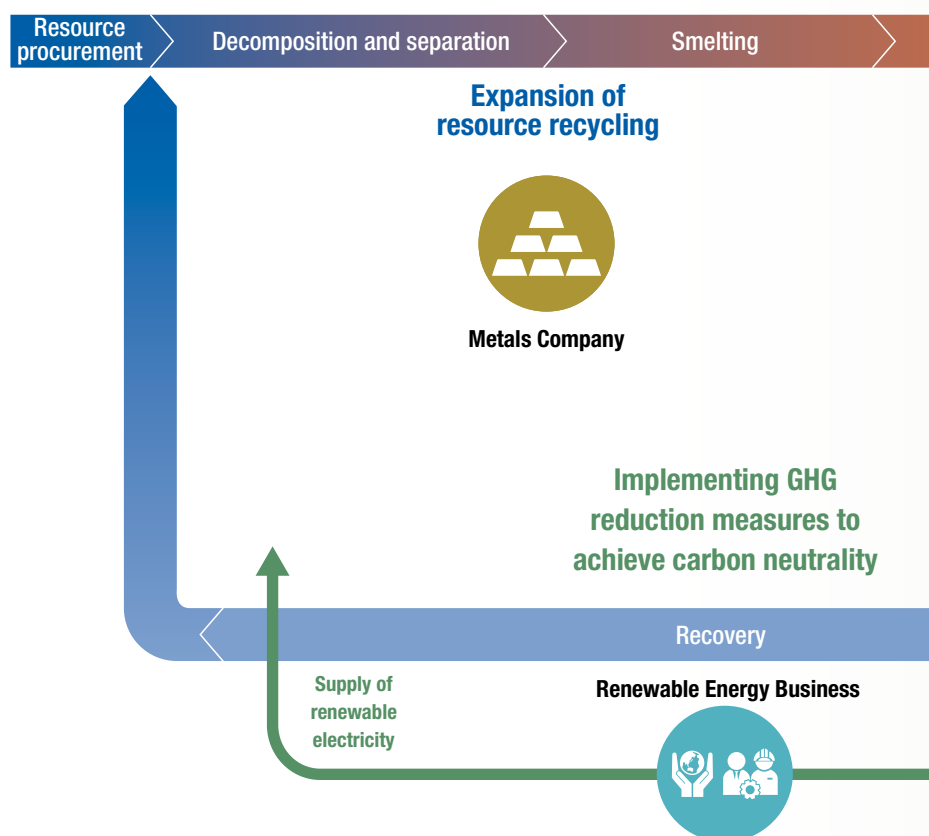 Resource
procurement
Decomposition and separation
Smelting
Expansion of
resource recycling
Metals Company
Implementing GHG
reduction measures to
achieve carbon neutrality
Recovery
Supply of
renewable
electricity
Renewable Energy Business